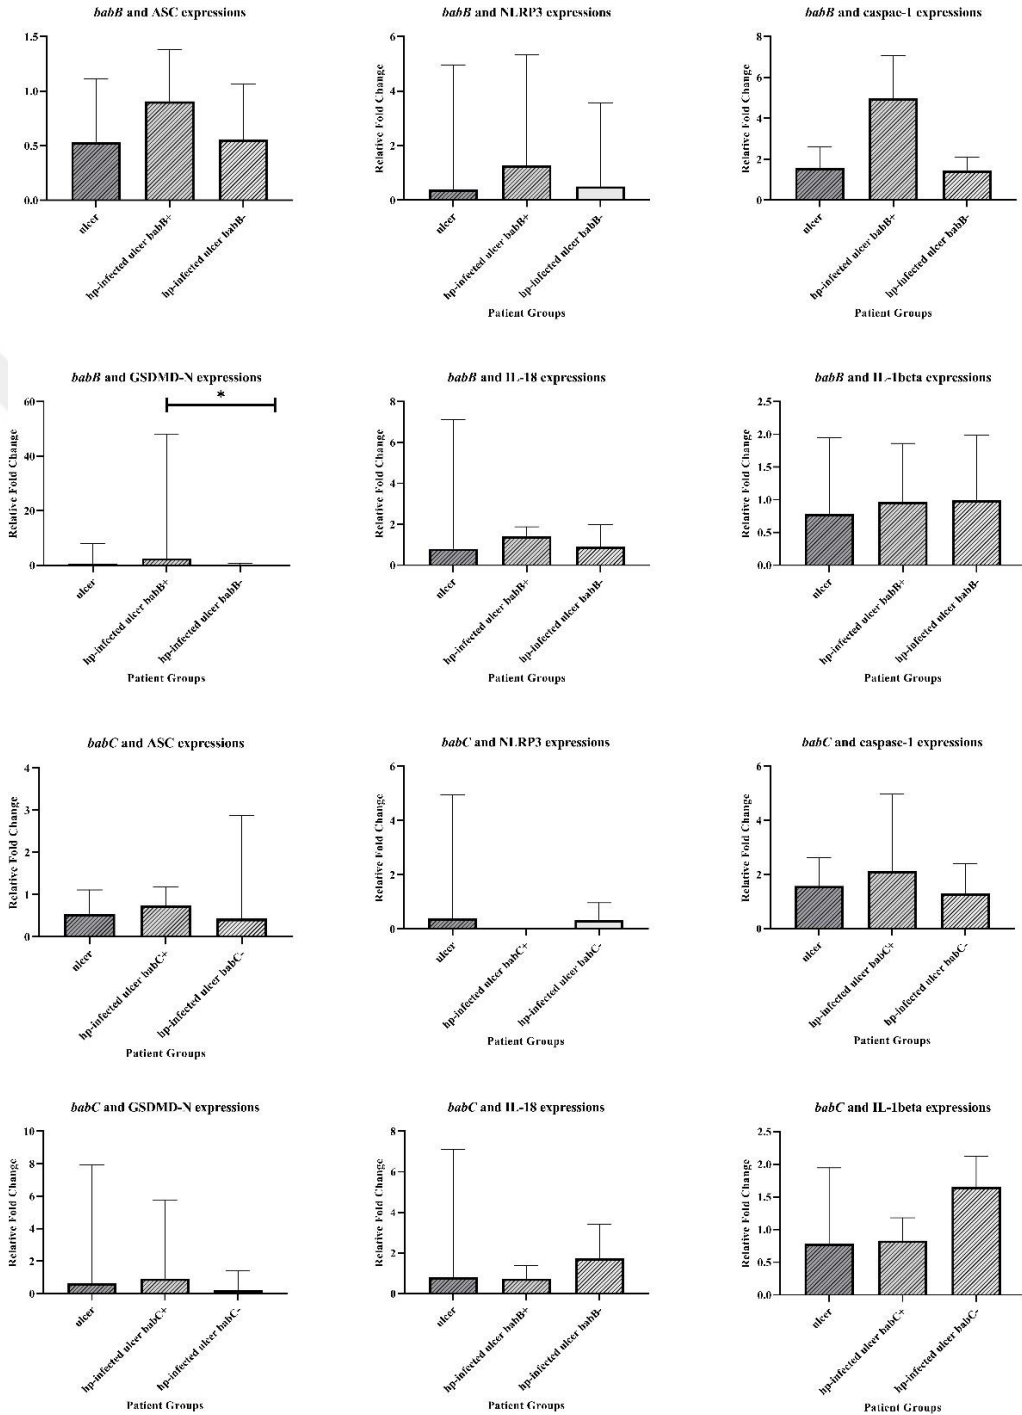 babB and ASC expressions
1.5
1.0
0.5
0.0
ulcer
hp-infected ulcer babB+
hp-infected ulcer babB-
babB and NLRP3 expressions
Relative Fold Change
6
4
2
0
ulcer
hp-infected ulcer babB+
hp-infected ulcer babB-
Patient Groups
babB and caspae-1 expressions
Relative Fold Change
8
6
4
2
0
ulcer
hp-infected ulcer babB+
hp-infected ulcer babB-
Patient Groups
babB and GSDMD-N expressions
Relative Fold Change
60
40
20
0
*
ulcer
hp-infected ulcer babB+
hp-infected ulcer babB-
Patient Groups
babB and IL-18 expressions
Relative Fold Change
8
6
4
2
0
ulcer
hp-infected ulcer babB+
hp-infected ulcer babB-
Patient Groups
babB and IL-1beta expressions
Relative Fold Change
2.5
2.0
1.5
1.0
0.5
0.0
ulcer
hp-infected ulcer babB+
hp-infected ulcer babB-
Patient Groups
babC and ASC expressions
Relative Fold Change
4
3
2
1
0
ulcer
hp-infected ulcer babC+
hp-infected ulcer babC-
Patient Groups
babC and NLRP3 expressions
Relative Fold Change
6
4
2
0
ulcer
hp-infected ulcer babC+
hp-infected ulcer babC-
Patient Groups
babC and caspase-1 expressions
Relative Fold Change
6
4
2
0
ulcer
hp-infected ulcer babC+
hp-infected ulcer babC-
Patient Groups
babC and GSDMD-N expressions
Relative Fold Change
10
8
6
4
2
0
ulcer
hp-infected ulcer babC+
hp-infected ulcer babC-
Patient Groups
babC and IL-18 expressions
Relative Fold Change
8
6
4
2
0
ulcer
hp-infected ulcer babB+
hp-infected ulcer babB-
Patient Groups
babC and IL-1beta expressions
Relative Fold Change
2.5
2.0
1.5
1.0
0.5
0.0
ulcer
hp-infected ulcer babC+
hp-infected ulcer babC-
Patient Groups